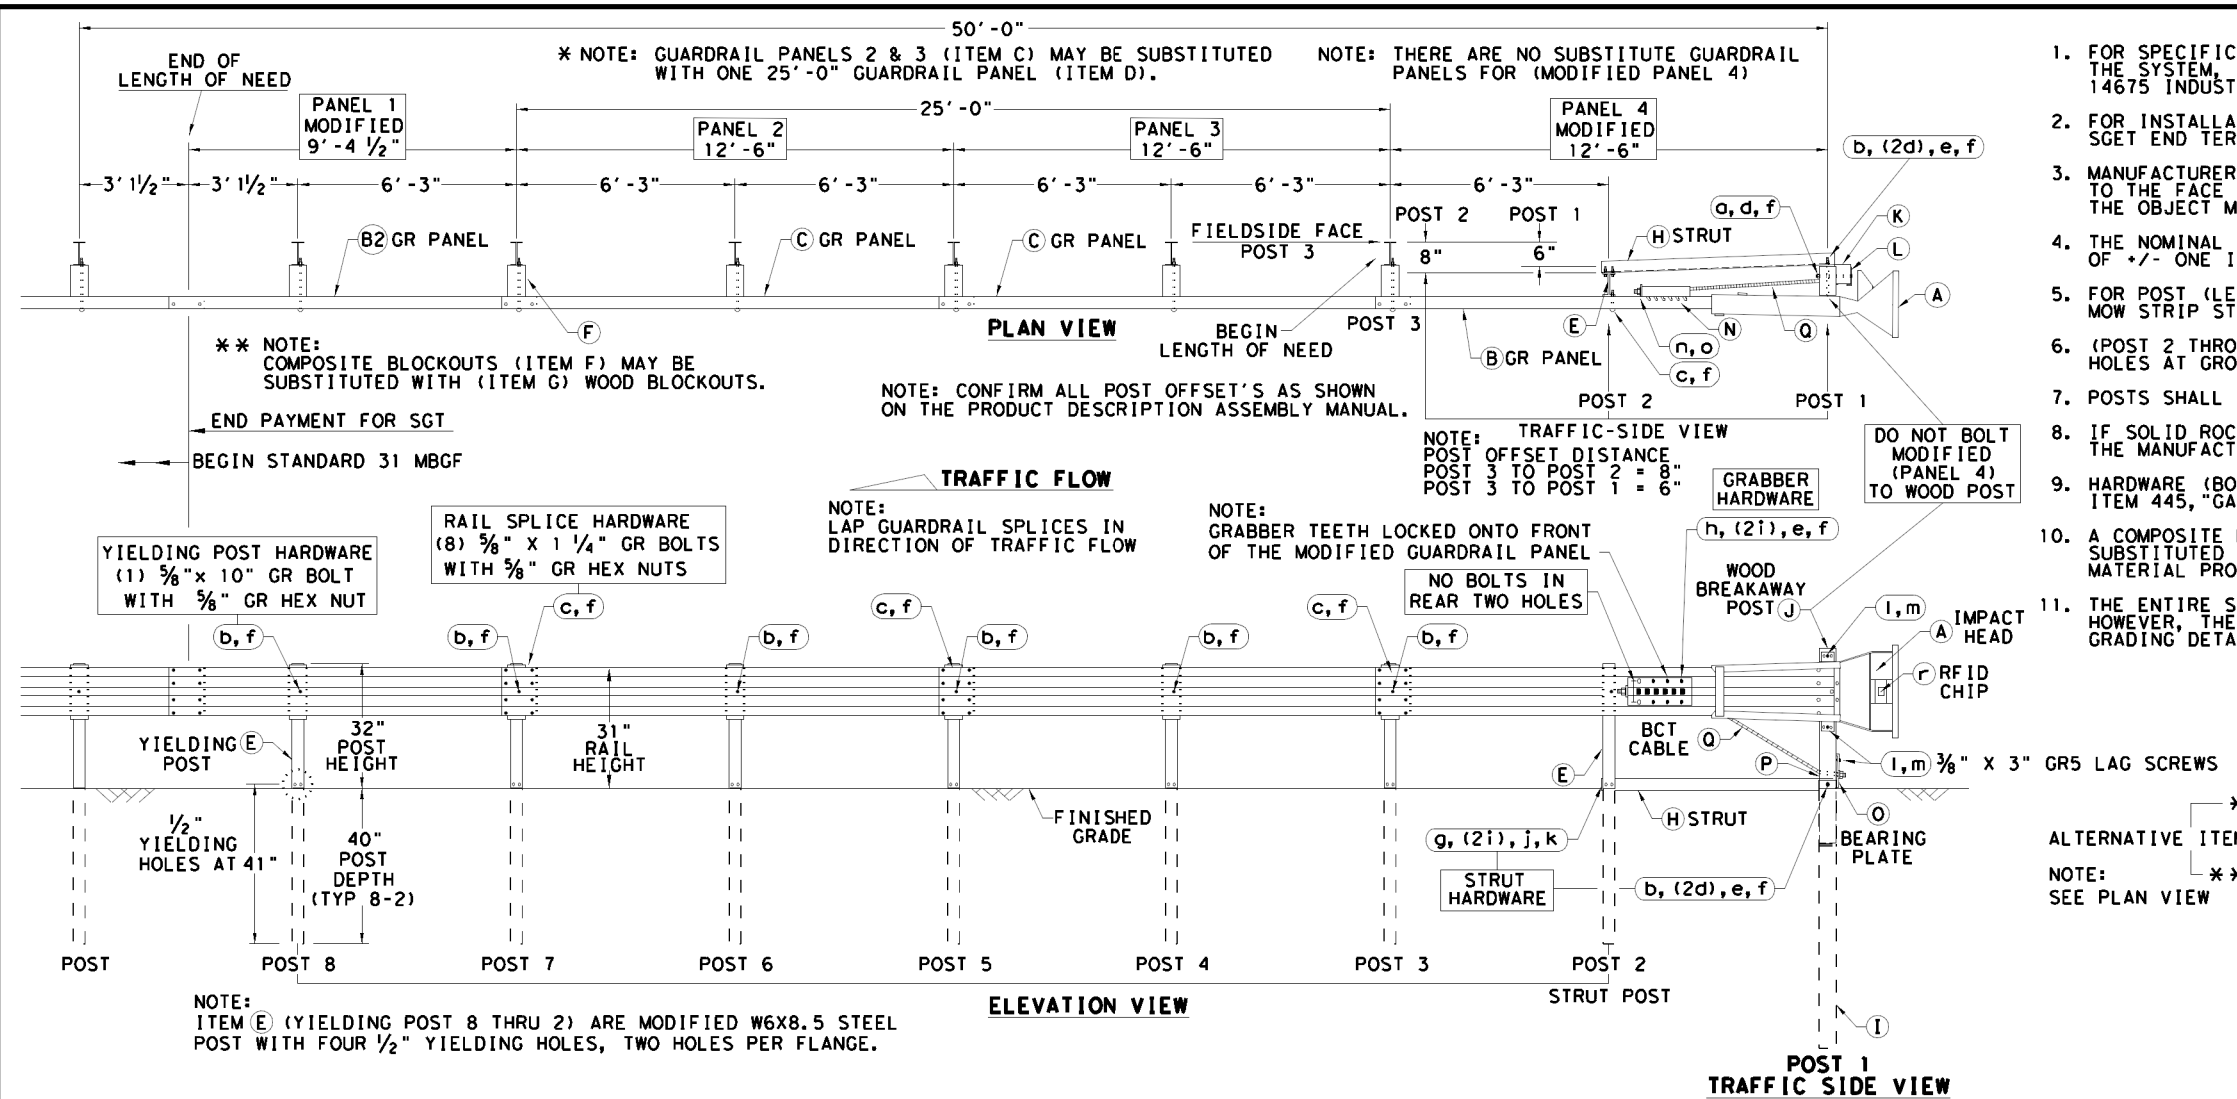 50'-0"
END OF
LENGTH OF NEED
* NOTE: GUARDRAIL PANELS 2 & 3 (ITEM C) MAY BE SUBSTITUTED
WITH ONE 25'-0" GUARDRAIL PANEL (ITEM D).
NOTE: THERE ARE NO SUBSTITUTE GUARDRAIL
PANELS FOR (MODIFIED PANEL 4)
PANEL 1
MODIFIED
9'-4 1/2"
25'-0"
PANEL 2
12'-6"
PANEL 3
12'-6"
PANEL 4
MODIFIED
12'-6"
b, (2d), e, f
3' 1 1/2"
3' 1 1/2"
6'-3"
6'-3"
6'-3"
6'-3"
6'-3"
6'-3"
POST 2
POST 1
a, d, f
K
B2 GR PANEL
C GR PANEL
C GR PANEL
FIELDSIDE FACE
POST 3
8"
6"
H STRUT
L
A
F
PLAN VIEW
BEGIN
LENGTH OF NEED
POST 3
E
N
Q
n, o
B GR PANEL
c, f
** NOTE:
COMPOSITE BLOCKOUTS (ITEM F) MAY BE
SUBSTITUTED WITH (ITEM G) WOOD BLOCKOUTS.
NOTE: CONFIRM ALL POST OFFSET'S AS SHOWN
ON THE PRODUCT DESCRIPTION ASSEMBLY MANUAL.
POST 2
POST 1
END PAYMENT FOR SGT
BEGIN STANDARD 31 MBGF
TRAFFIC-SIDE VIEW
NOTE:
POST OFFSET DISTANCE
POST 3 TO POST 2 = 8"
POST 3 TO POST 1 = 6"
DO NOT BOLT
MODIFIED
(PANEL 4)
TO WOOD POST
TRAFFIC FLOW
NOTE:
LAP GUARDRAIL SPLICES IN
DIRECTION OF TRAFFIC FLOW
GRABBER
HARDWARE
NOTE:
GRABBER TEETH LOCKED ONTO FRONT
OF THE MODIFIED GUARDRAIL PANEL
h, (2i), e, f
RAIL SPLICE HARDWARE
(8) 5/8" X 1 1/4" GR BOLTS
WITH 5/8" GR HEX NUTS
YIELDING POST HARDWARE
(1) 5/8"x 10" GR BOLT
WITH 5/8" GR HEX NUT
NO BOLTS IN
REAR TWO HOLES
WOOD
BREAKAWAY
POST J
c, f
c, f
c, f
l, m
b, f
b, f
b, f
b, f
b, f
b, f
A IMPACT
HEAD
r RFID
CHIP
YIELDING E
POST
32"
POST
HEIGHT
31"
RAIL
HEIGHT
BCT
CABLE Q
E
P
l, m 3/8" X 3" GR5 LAG SCREWS
1/2"
YIELDING
HOLES AT 41"
40"
POST
DEPTH
(TYP 8-2)
FINISHED
GRADE
H STRUT
O
BEARING
PLATE
g, (2i), j, k
STRUT
HARDWARE
b, (2d), e, f
POST
POST 8
POST 7
POST 6
POST 5
POST 4
POST 3
POST 2
STRUT POST
ELEVATION VIEW
NOTE:
ITEM E (YIELDING POST 8 THRU 2) ARE MODIFIED W6X8.5 STEEL
POST WITH FOUR 1/2" YIELDING HOLES, TWO HOLES PER FLANGE.
I
POST 1
TRAFFIC SIDE VIEW
1. FOR SPECIFIC
THE SYSTEM,
14675 INDUST
2. FOR INSTALLA
SGET END TER
3. MANUFACTURER
TO THE FACE
THE OBJECT M
4. THE NOMINAL
OF +/- ONE I
5. FOR POST (LE
MOW STRIP ST
6. (POST 2 THRO
HOLES AT GRO
7. POSTS SHALL
8. IF SOLID ROC
THE MANUFACT
9. HARDWARE (BO
ITEM 445, "GA
10. A COMPOSITE
SUBSTITUTED
MATERIAL PRO
11. THE ENTIRE S
HOWEVER, THE
GRADING DETA
*
ALTERNATIVE ITE
NOTE: **
SEE PLAN VIEW